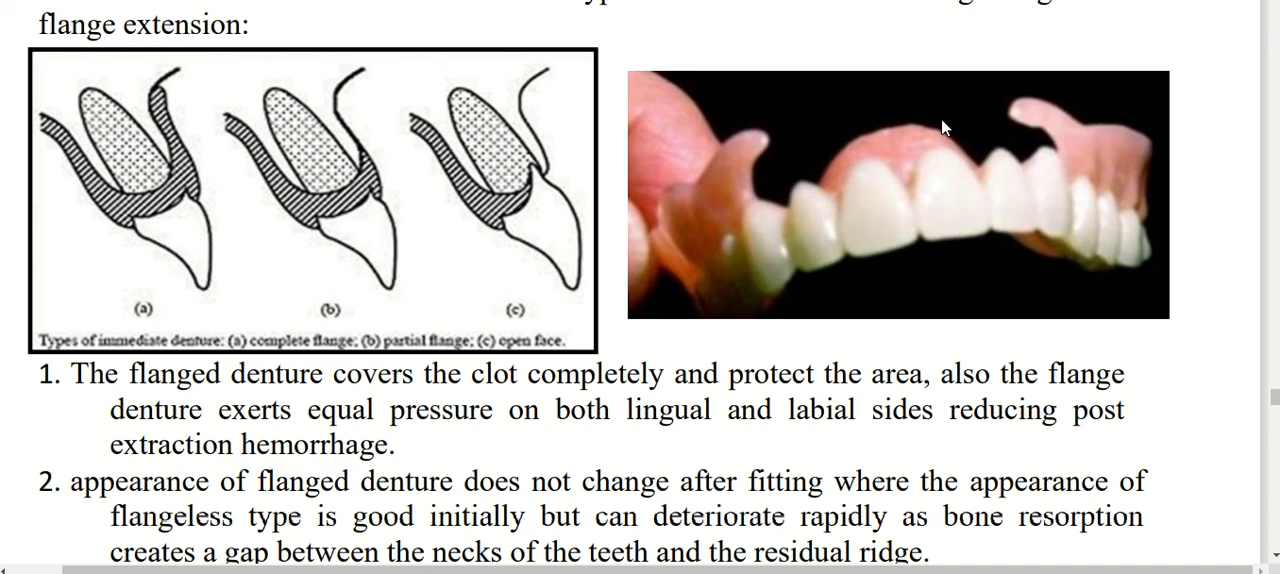 flange extension:
(a)
(b)
(c)
Types of immediate denture: (a) complete flange; (b) partial flange; (c) open face.
1. The flanged denture covers the clot completely and protect the area, also the flange
denture exerts equal pressure on both lingual and labial sides reducing post
extraction hemorrhage.
2. appearance of flanged denture does not change after fitting where the appearance of
flangeless type is good initially but can deteriorate rapidly as bone resorption
creates a gap between the necks of the teeth and the residual ridge.